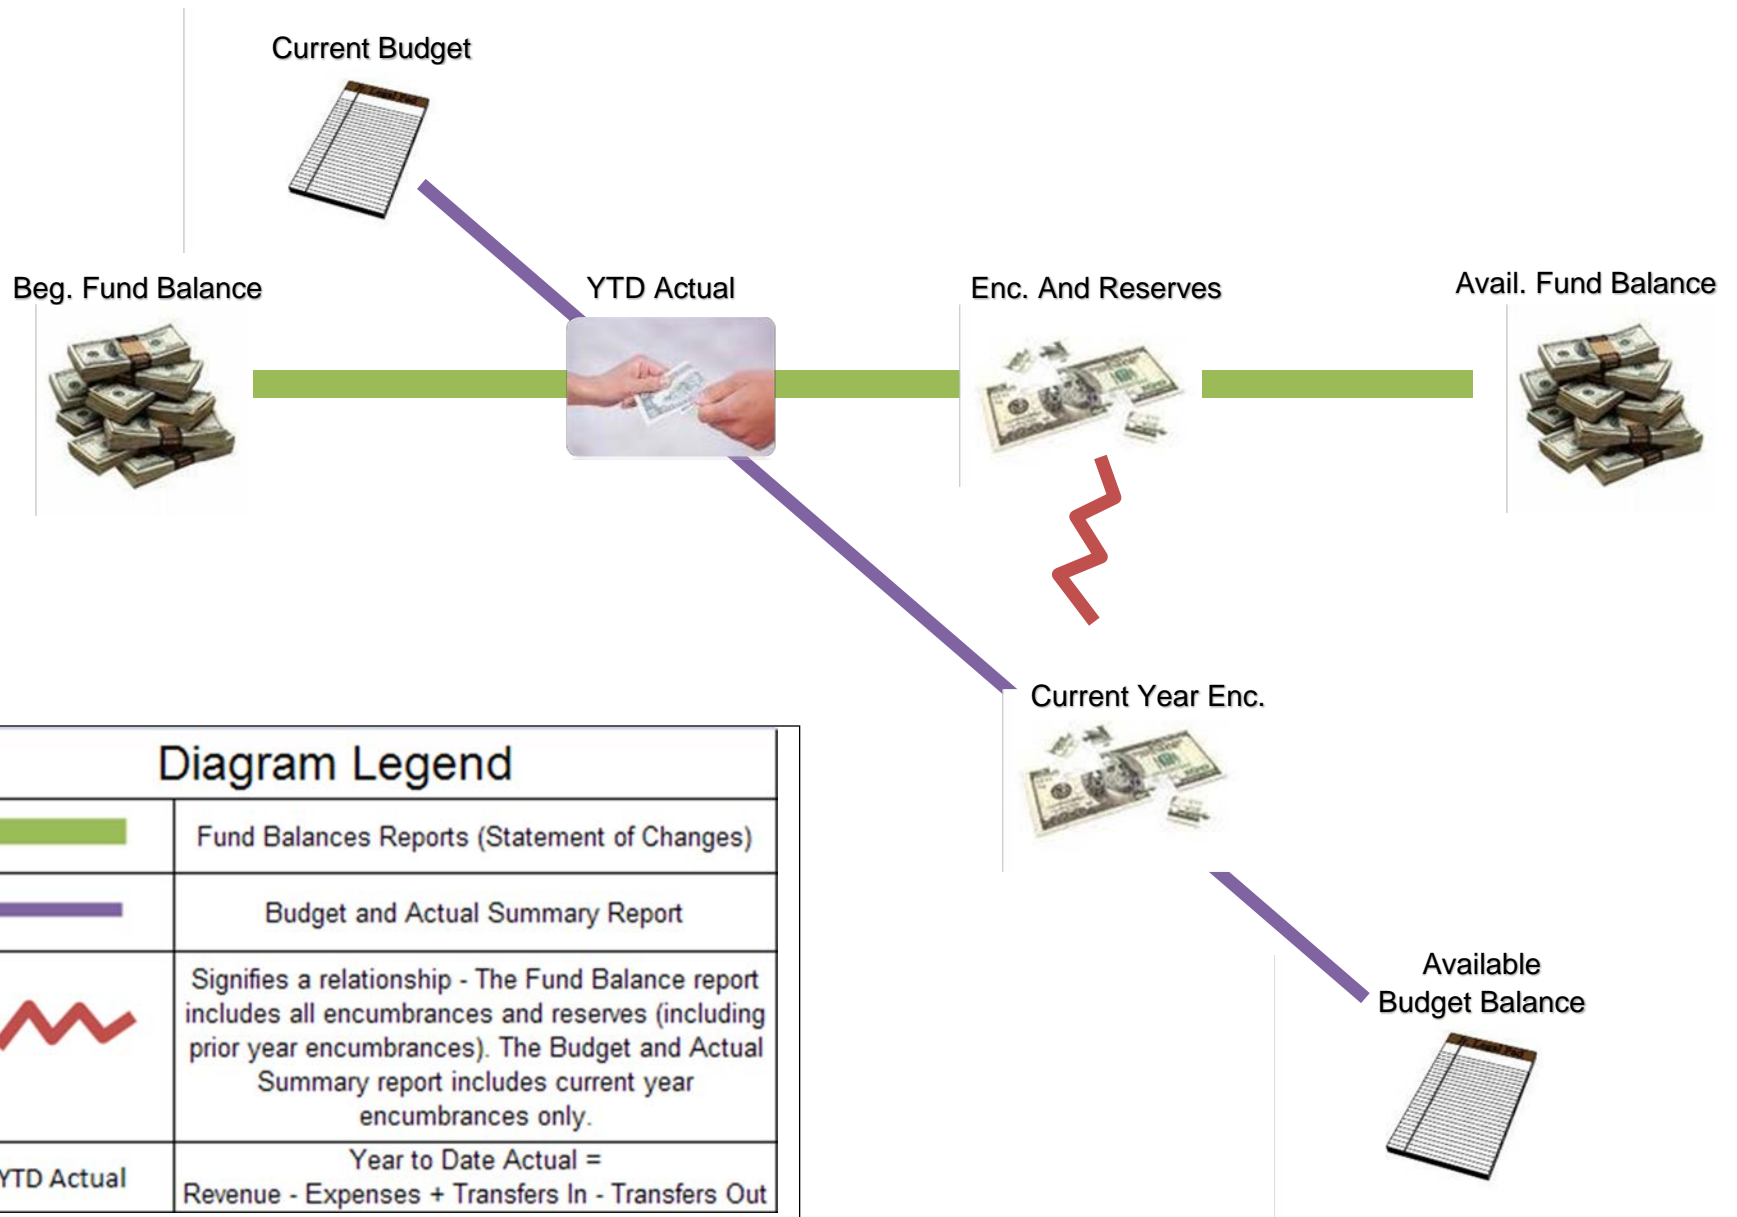 Current Budget
Beg. Fund Balance
YTD Actual
Enc. And Reserves
Avail. Fund Balance
Current Year Enc.
Available
Budget Balance
Diagram Legend
Fund Balances Reports (Statement of Changes)
Budget and Actual Summary Report
Signifies a relationship - The Fund Balance report
includes all encumbrances and reserves (including
prior year encumbrances). The Budget and Actual
Summary report includes current year
encumbrances only.
YTD Actual
Year to Date Actual =
Revenue - Expenses + Transfers In - Transfers Out